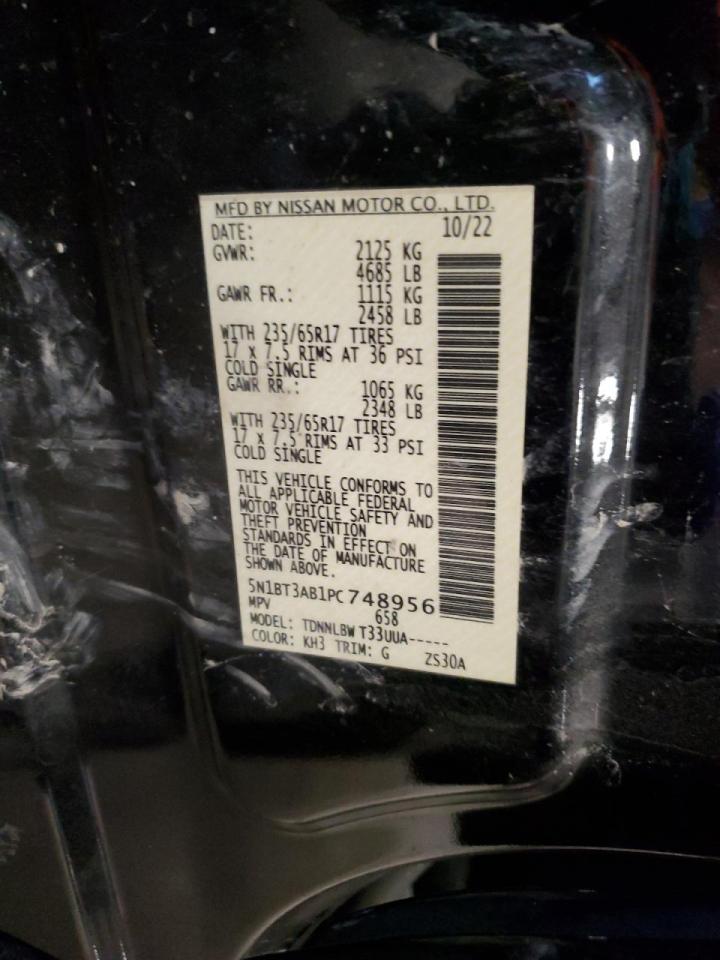 MFD BY NISSAN MOTOR CO., LTD.
DATE: 10/22
GVWR: 2125 KG
4685 LB
GAWR FR.: 1115 KG
2458 LB
WITH 235/65R17 TIRES
17 x 7.5 RIMS AT 36 PSI
COLD SINGLE
GAWR RR.: 1065 KG
2348 LB
WITH 235/65R17 TIRES
17 x 7.5 RIMS AT 33 PSI
COLD SINGLE
THIS VEHICLE CONFORMS TO
ALL APPLICABLE FEDERAL
MOTOR VEHICLE SAFETY AND
THEFT PREVENTION
STANDARDS IN EFFECT ON
THE DATE OF MANUFACTURE
SHOWN ABOVE.
5N1BT3AB1PC748956
MPV 658
MODEL: TDNNLBW T33UUA-----
COLOR: KH3 TRIM: G ZS30A